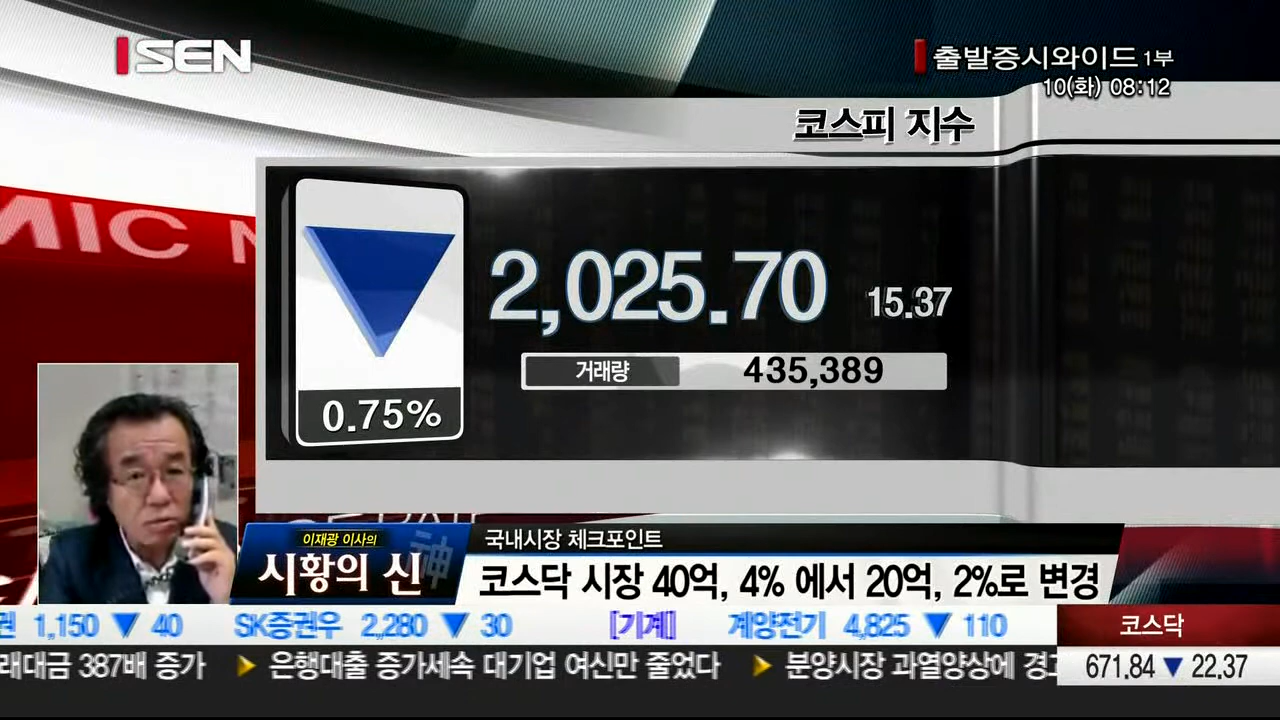 SEN
출발증시와이드 1부
10(화) 08:12
코스피 지수
MIC N
2,025.70 15.37
거래량 435,389
0.75%
이재광 이사의
시황의 신
神
국내시장 체크포인트
코스닥 시장 40억, 4% 에서 20억, 2%로 변경
권 1,150 ▼ 40 SK증권우 2,280 ▼ 30 [기계] 계양전기 4,825 ▼ 110
코스닥
래대금 387배 증가 ▶ 은행대출 증가세속 대기업 여신만 줄었다 ▶ 분양시장 과열양상에 경고
671.84 ▼ 22.37